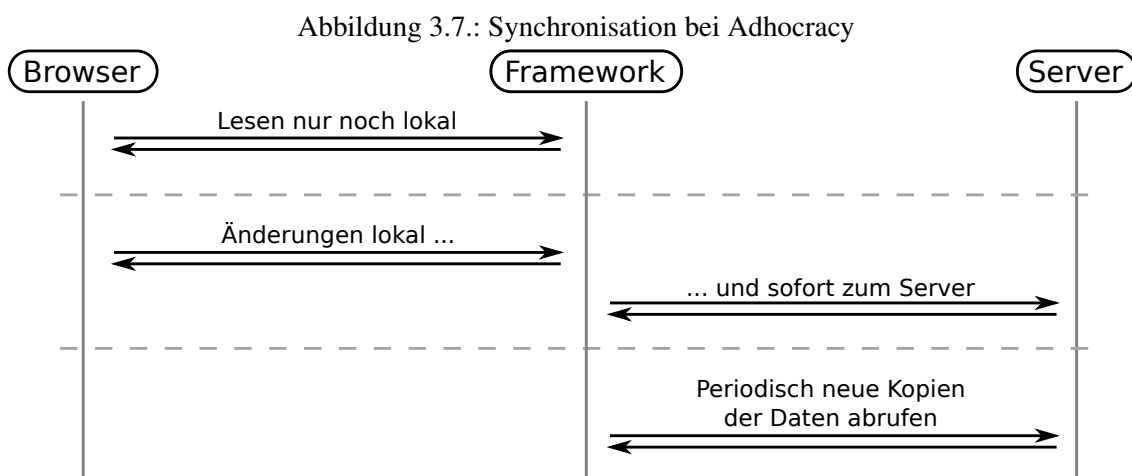 Abbildung 3.7.: Synchronisation bei Adhocracy
Browser
Framework
Server
Lesen nur noch lokal
Änderungen lokal ...
... und sofort zum Server
Periodisch neue Kopien
der Daten abrufen